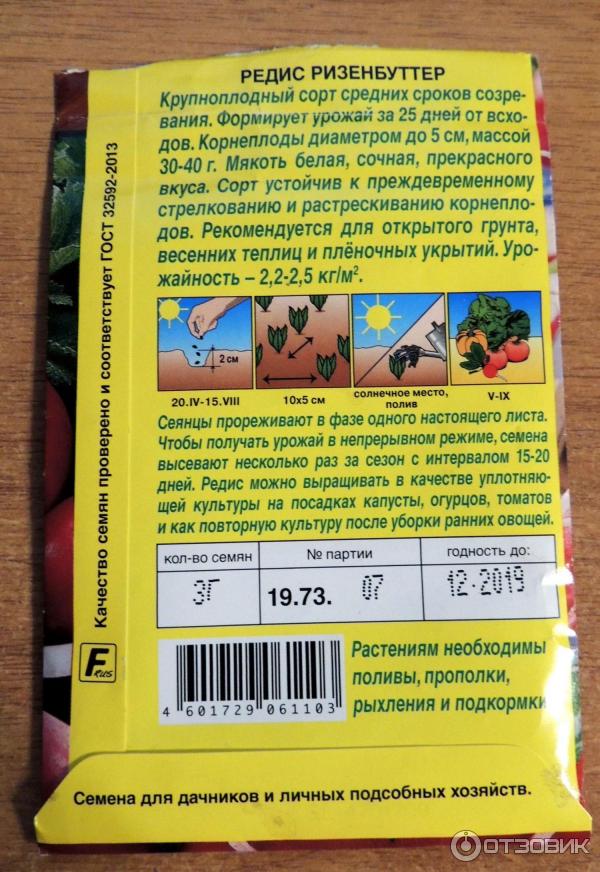 РЕДИС РИЗЕНБУТТЕР
Крупноплодный сорт средних сроков созре-
вания. Формирует урожай за 25 дней от всхо-
дов. Корнеплоды диаметром до 5 см, массой
30-40 г. Мякоть белая, сочная, прекрасного
вкуса. Сорт устойчив к преждевременному
стрелкованию и растрескиванию корнепло-
дов. Рекомендуется для открытого грунта,
весенних теплиц и плёночных укрытий. Уро-
жайность – 2,2-2,5 кг/м².
2 см
20.IV-15.VIII
10x5 см
солнечное место,
полив
V-IX
Сеянцы прореживают в фазе одного настоящего листа.
Чтобы получать урожай в непрерывном режиме, семена
высевают несколько раз за сезон с интервалом 15-20
дней. Редис можно выращивать в качестве уплотняю-
щей культуры на посадках капусты, огурцов, томатов
и как повторную культуру после уборки ранних овощей.
кол-во семян
№ партии
годность до:
3Г
19.73. 07
12-2019
4 601729 061103
Растениям необходимы
поливы, прополки,
рыхления и подкормки
Качество семян проверено и соответствует ГОСТ 32592-2013
F RUS
Семена для дачников и личных подсобных хозяйств.
ОТЗОВИК